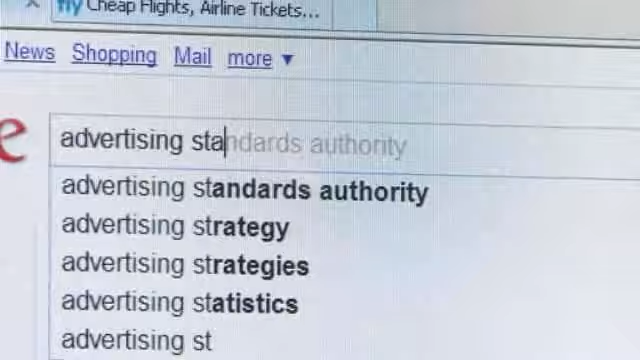 fly Cheap Flights, Airline Tickets...
News Shopping Mail more ▼
e
advertising standards authority
advertising standards authority
advertising strategy
advertising strategies
advertising statistics
advertising st